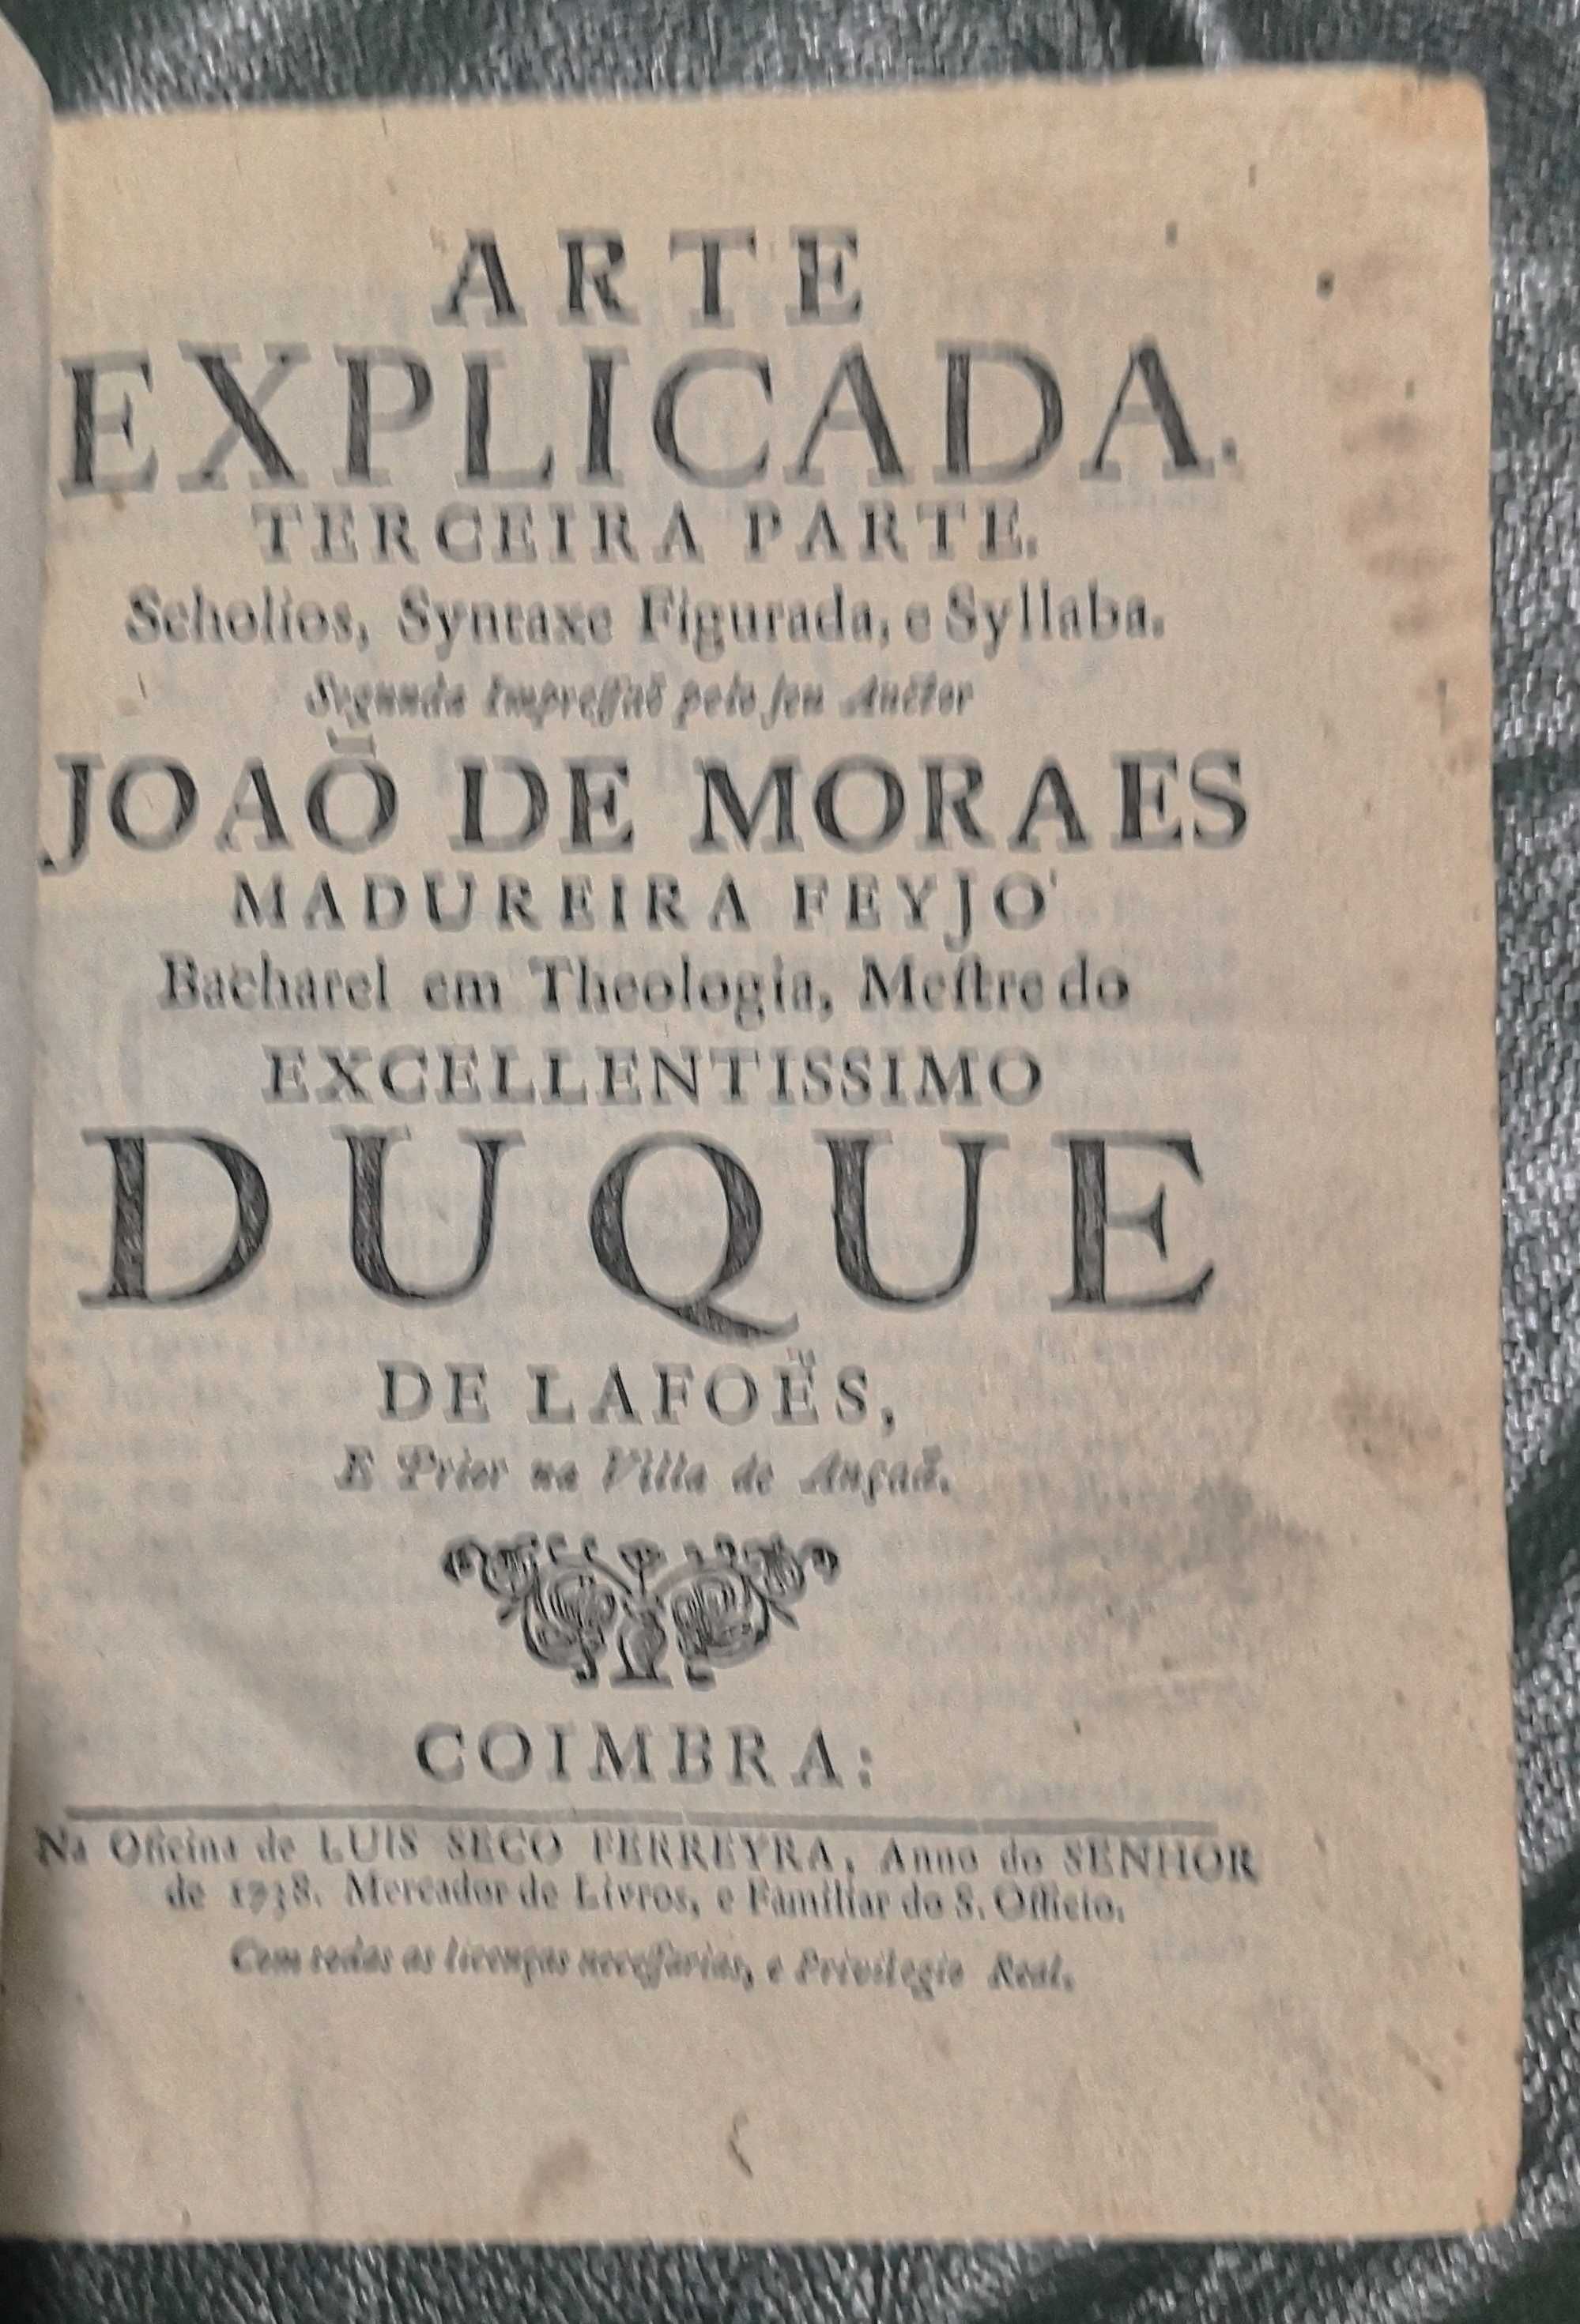 ARTE
EXPLICADA.
TERCEIRA PARTE.
Scholios, Syntaxe Figurada, e Syllaba.
Segunda Impreſſaõ pelo ſeu Auctor
JOAÕ DE MORAES
MADUREIRA FEYJO'
Bacharel em Theologia, Meſtre do
EXCELLENTISSIMO
DUQUE
DE LAFOËS,
E Prior na Villa de Ançaã.
COIMBRA:
Na Oficina de LUIS SECO FERREYRA, Anno do SENHOR
de 1738. Mercador de Livros, e Familiar do S. Officio.
Com todas as licenças neceſſarias, e Privilegio Real.